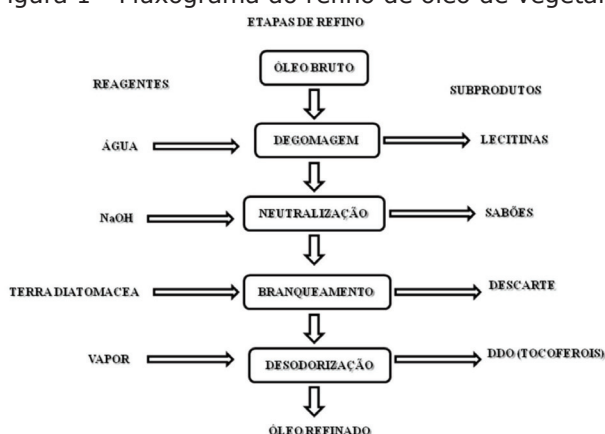 igura 1 – Fluxograma do refino de óleo de vegetal
ETAPAS DE REFINO
ÓLEO BRUTO
REAGENTES
SUBPRODUTOS
ÁGUA
DEGOMAGEM
LECITINAS
NaOH
NEUTRALIZAÇÃO
SABÕES
TERRA DIATOMACEA
BRANQUEAMENTO
DESCARTE
VAPOR
DESODORIZAÇÃO
DDO (TOCOFEROIS)
ÓLEO REFINADO